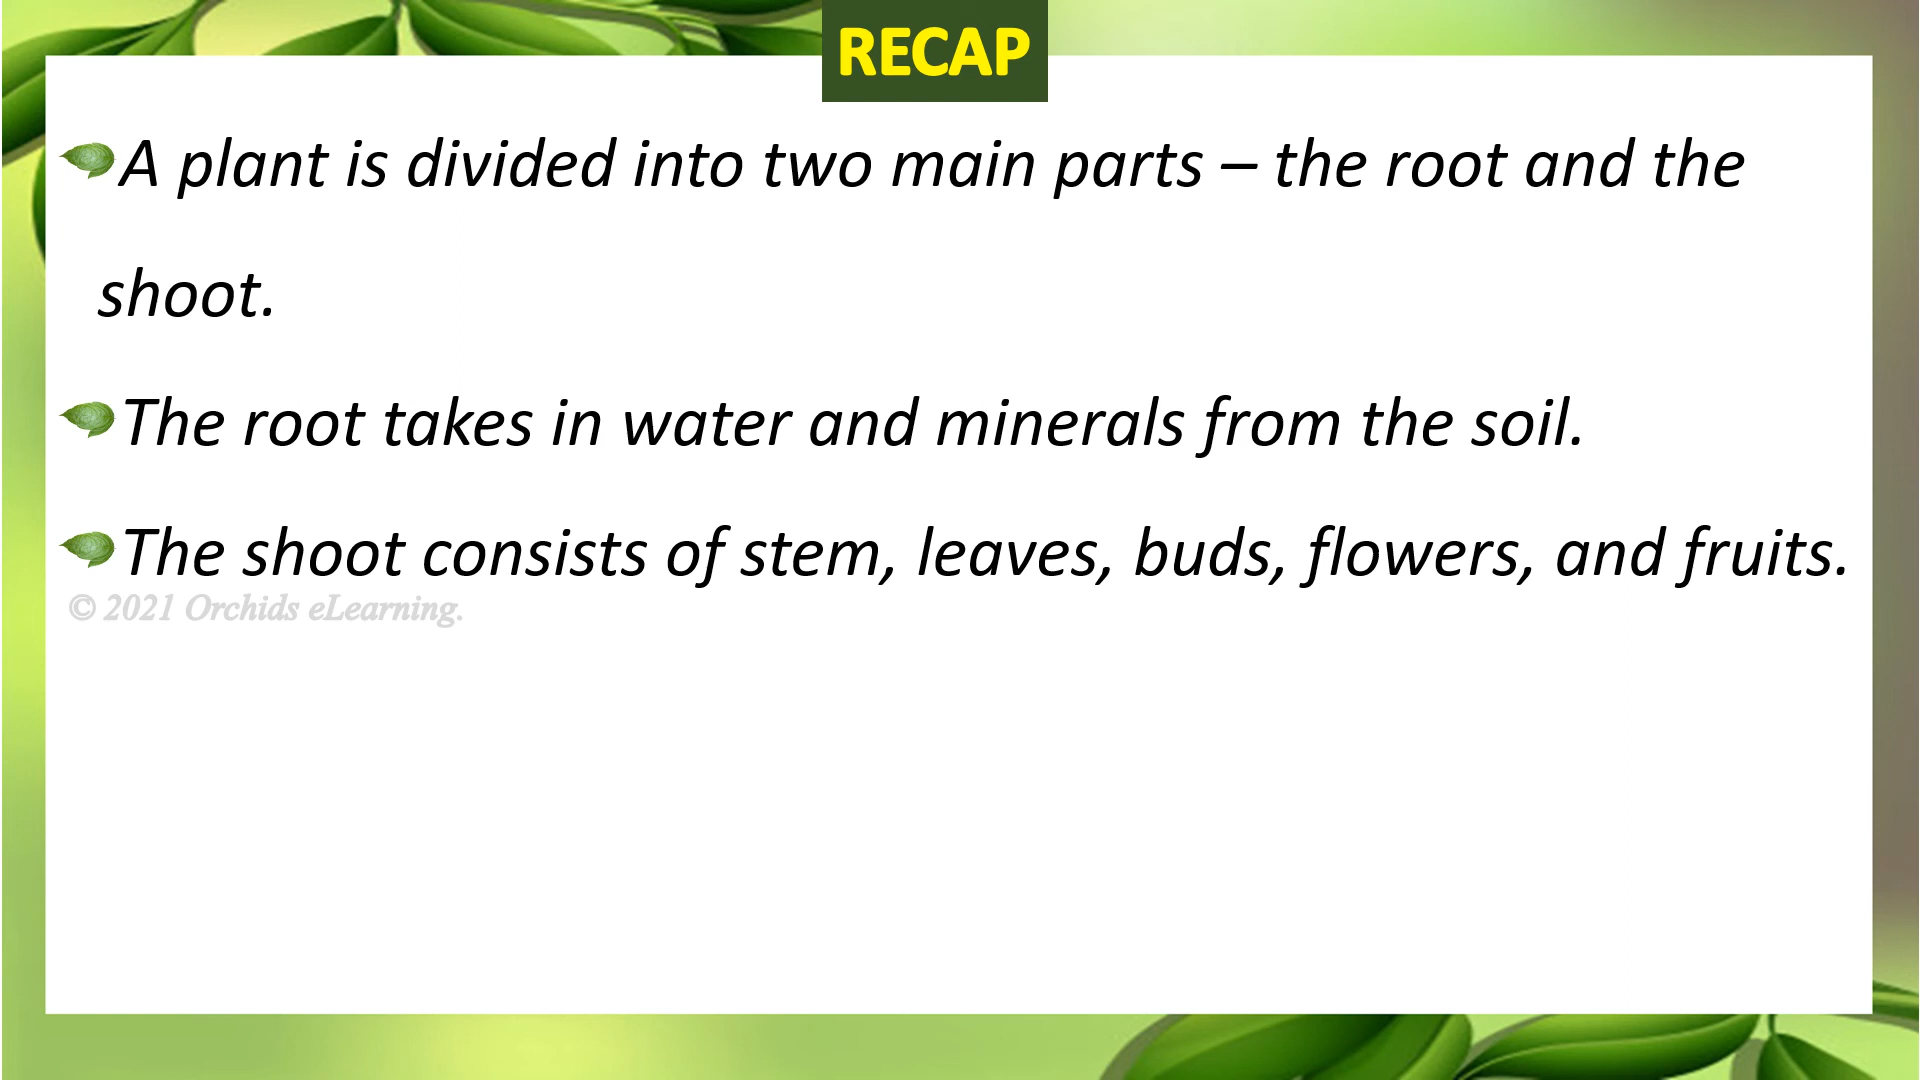 RECAP
A plant is divided into two main parts – the root and the
shoot.
The root takes in water and minerals from the soil.
The shoot consists of stem, leaves, buds, flowers, and fruits.
© 2021 Orchids eLearning.